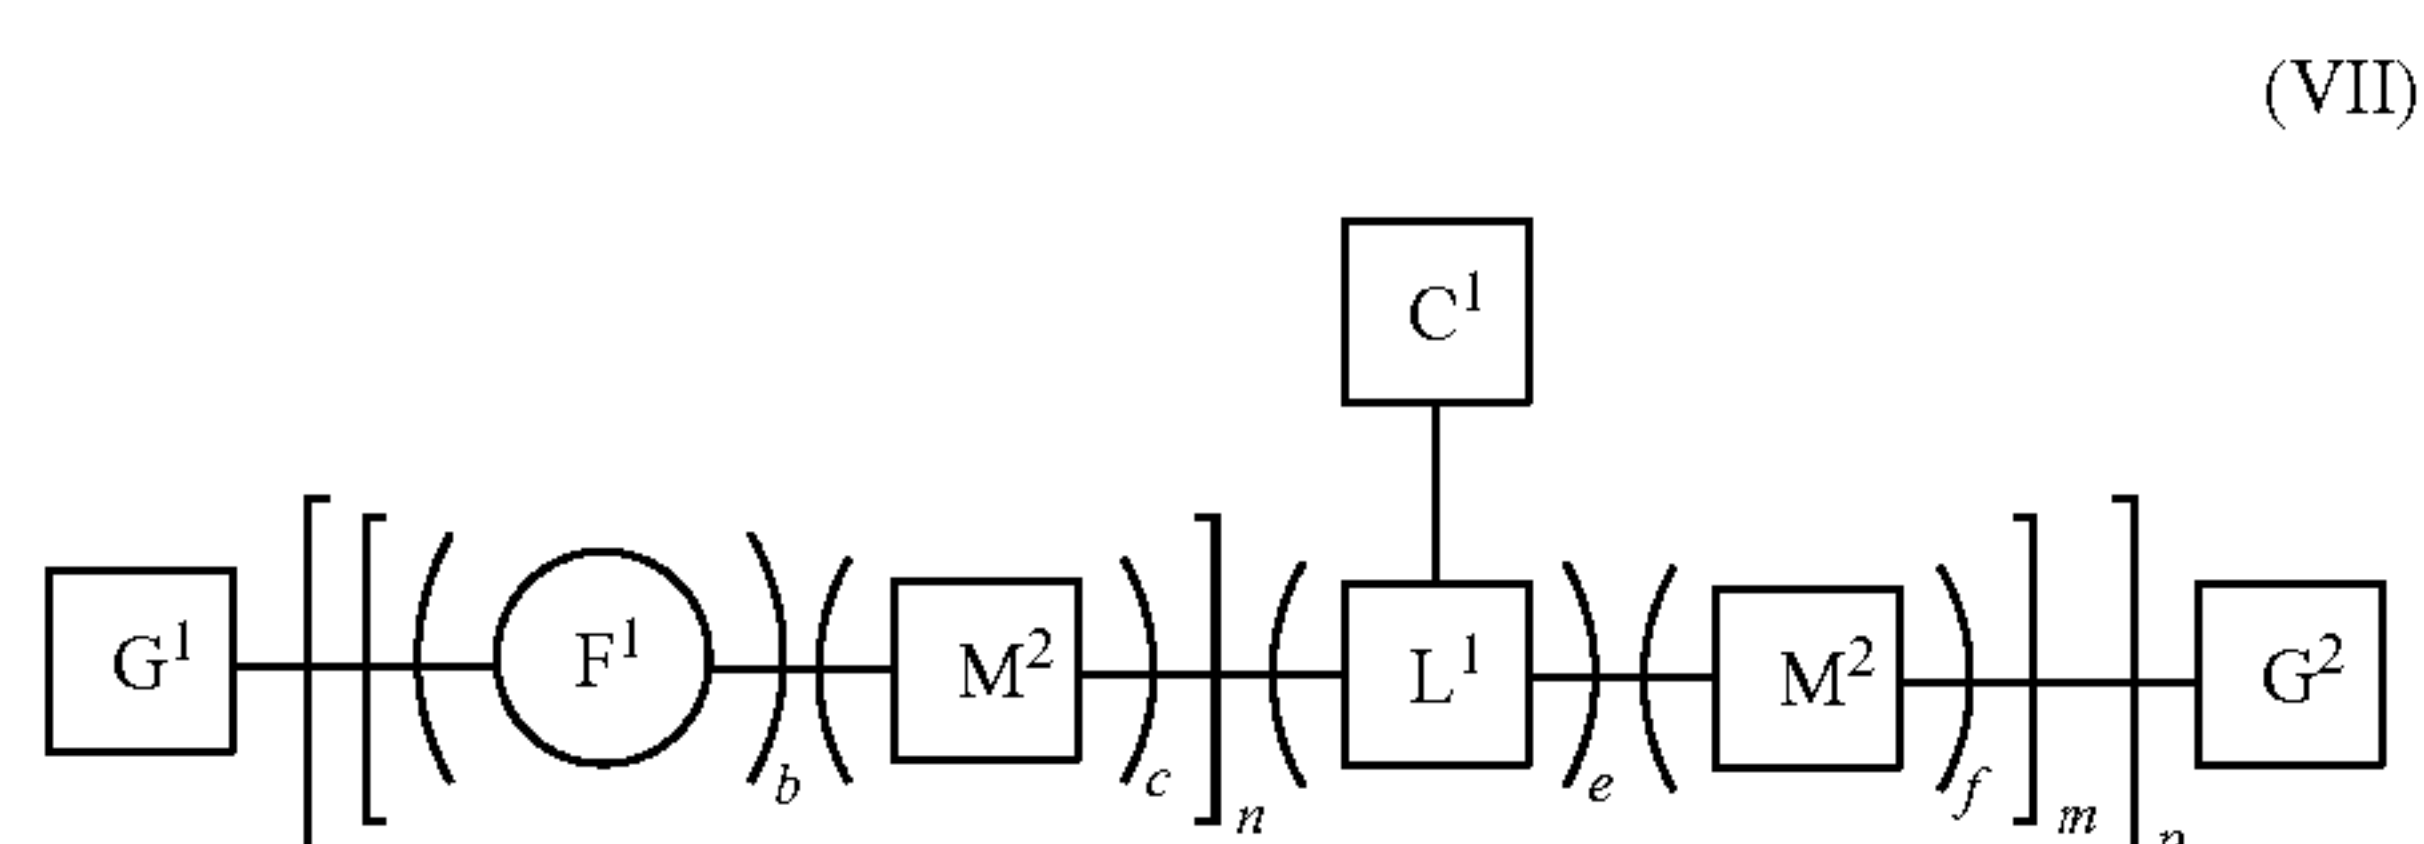 (VII)
C¹
G¹ [ [ ( F¹ )b ( M² )c ]n ( L¹ )e ( M² )f ]m ] G²